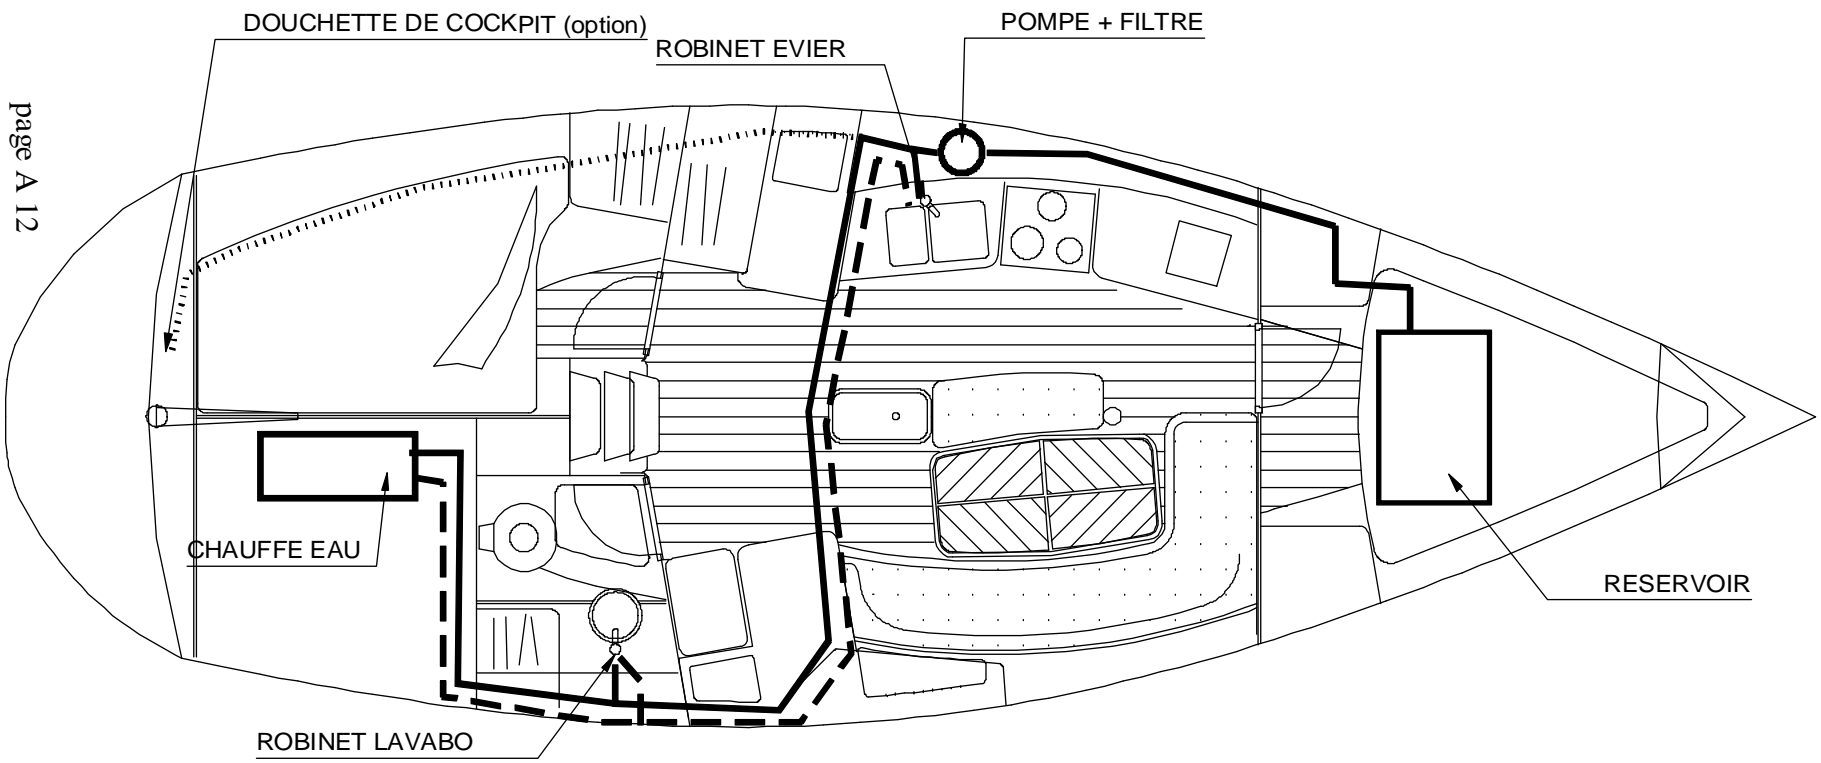 DOUCHETTE DE COCKPIT (option)
POMPE + FILTRE
ROBINET EVIER
page A 12
CHAUFFE EAU
RESERVOIR
ROBINET LAVABO